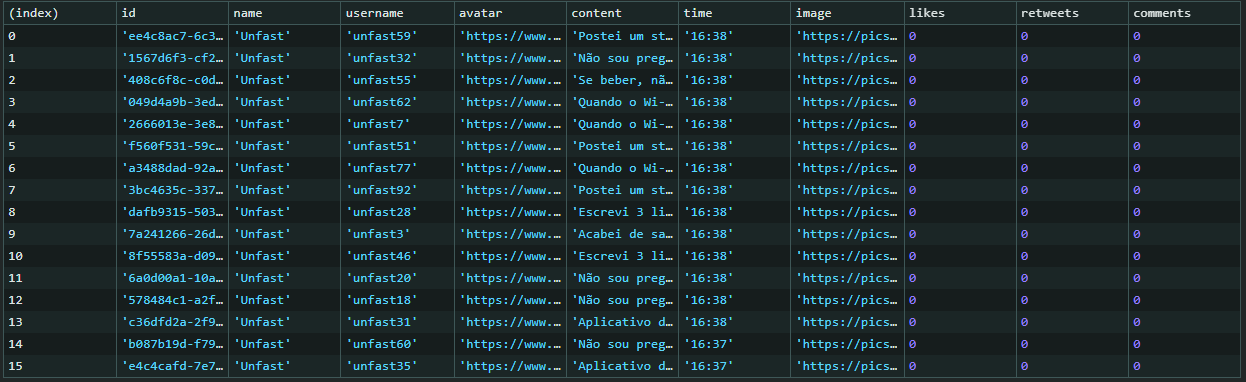 (index) id name username avatar content time image likes retweets comments
0 'ee4c8ac7-6c3… 'Unfast' 'unfast59' 'https://www.… 'Postei um st… '16:38' 'https://pics… 0 0 0
1 '1567d6f3-cf2… 'Unfast' 'unfast32' 'https://www.… 'Não sou preg… '16:38' 'https://pics… 0 0 0
2 '408c6f8c-c0d… 'Unfast' 'unfast55' 'https://www.… 'Se beber, nã… '16:38' 'https://pics… 0 0 0
3 '049d4a9b-3ed… 'Unfast' 'unfast62' 'https://www.… 'Quando o Wi-… '16:38' 'https://pics… 0 0 0
4 '2666013e-3e8… 'Unfast' 'unfast7' 'https://www.… 'Quando o Wi-… '16:38' 'https://pics… 0 0 0
5 'f560f531-59c… 'Unfast' 'unfast51' 'https://www.… 'Postei um st… '16:38' 'https://pics… 0 0 0
6 'a3488dad-92a… 'Unfast' 'unfast77' 'https://www.… 'Quando o Wi-… '16:38' 'https://pics… 0 0 0
7 '3bc4635c-337… 'Unfast' 'unfast92' 'https://www.… 'Postei um st… '16:38' 'https://pics… 0 0 0
8 'dafb9315-503… 'Unfast' 'unfast28' 'https://www.… 'Escrevi 3 li… '16:38' 'https://pics… 0 0 0
9 '7a241266-26d… 'Unfast' 'unfast3' 'https://www.… 'Acabei de sa… '16:38' 'https://pics… 0 0 0
10 '8f55583a-d09… 'Unfast' 'unfast46' 'https://www.… 'Escrevi 3 li… '16:38' 'https://pics… 0 0 0
11 '6a0d00a1-10a… 'Unfast' 'unfast20' 'https://www.… 'Não sou preg… '16:38' 'https://pics… 0 0 0
12 '578484c1-a2f… 'Unfast' 'unfast18' 'https://www.… 'Não sou preg… '16:38' 'https://pics… 0 0 0
13 'c36dfd2a-2f9… 'Unfast' 'unfast31' 'https://www.… 'Aplicativo d… '16:38' 'https://pics… 0 0 0
14 'b087b19d-f79… 'Unfast' 'unfast60' 'https://www.… 'Não sou preg… '16:37' 'https://pics… 0 0 0
15 'e4c4cafd-7e7… 'Unfast' 'unfast35' 'https://www.… 'Aplicativo d… '16:37' 'https://pics… 0 0 0